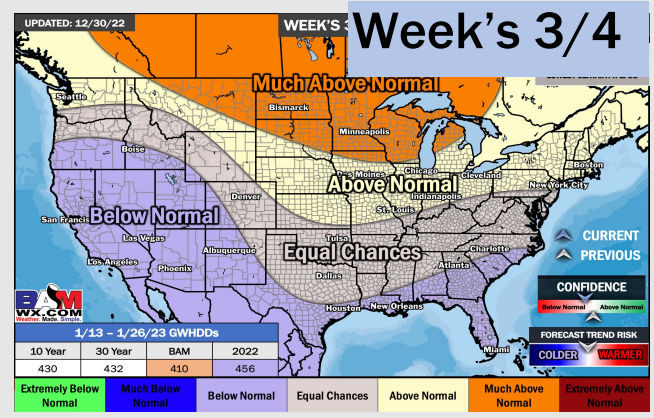 UPDATED: 12/30/22
WEEK'S 3
Week's 3/4
Much Above Normal
Seattle
Bismarck
Minneapolis
Boise
Des Moines
Chicago
Cleveland
Boston
Above Normal
New York City
Indianapolis
Denver
St. Louis
San Francis
Below Normal
Las Vegas
Tulsa
Equal Chances
Charlotte
Los Angeles
Albuquerque
Phoenix
Dallas
Atlanta
Houston
New Orleans
Miami
CURRENT
PREVIOUS
CONFIDENCE
Below Normal
Above Normal
FORECAST TREND RISK
COLDER
WARMER
BAM
WX.COM
Weather. Made. Simple.
1/13 – 1/26/23 GWHDDs
10 Year 30 Year BAM 2022
430 432 410 456
Extremely Below Normal
Much Below Normal
Below Normal
Equal Chances
Above Normal
Much Above Normal
Extremely Above Normal